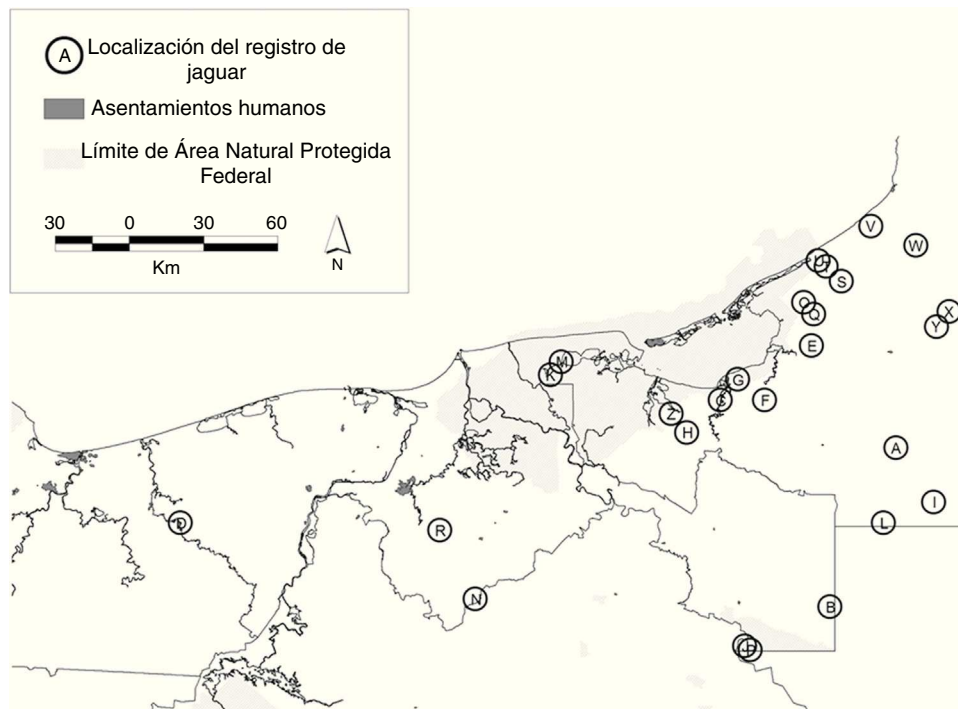 A Localización del registro de
jaguar
Asentamientos humanos
Límite de Área Natural Protegida
Federal
30 0 30 60
Km
N
V
W
S
X
O
Q
Y
E
M
K
G
C
F
Z
H
A
I
L
D
R
N
B